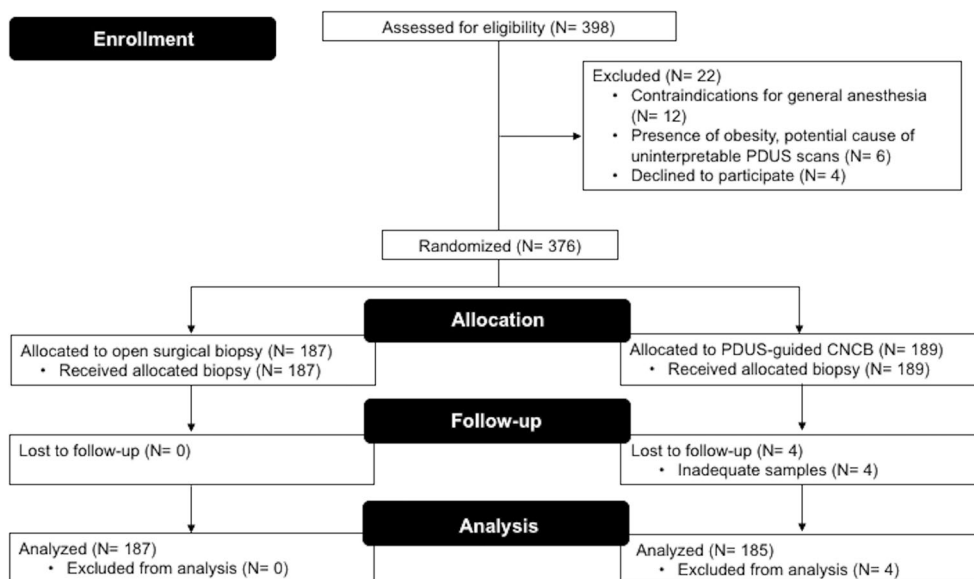 Enrollment
Assessed for eligibility (N= 398)
Excluded (N= 22)
• Contraindications for general anesthesia
(N= 12)
• Presence of obesity, potential cause of
uninterpretable PDUS scans (N= 6)
• Declined to participate (N= 4)
Randomized (N= 376)
Allocation
Allocated to open surgical biopsy (N= 187)
• Received allocated biopsy (N= 187)
Allocated to PDUS-guided CNCB (N= 189)
• Received allocated biopsy (N= 189)
Follow-up
Lost to follow-up (N= 0)
Lost to follow-up (N= 4)
• Inadequate samples (N= 4)
Analysis
Analyzed (N= 187)
• Excluded from analysis (N= 0)
Analyzed (N= 185)
• Excluded from analysis (N= 4)